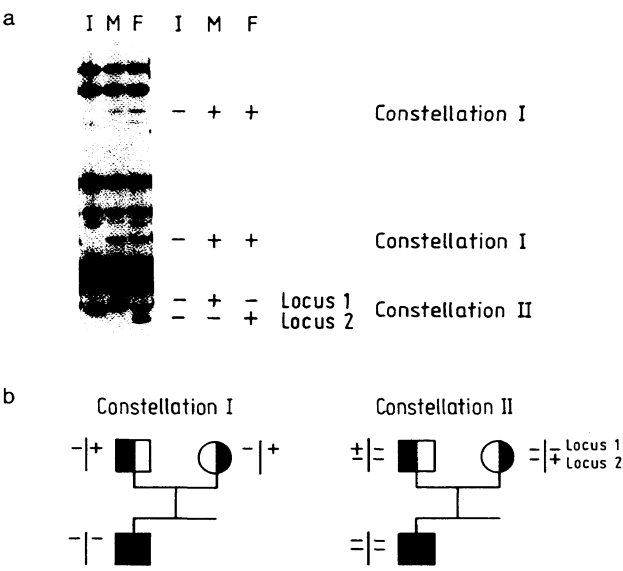 a
I M F I M F
− + + Constellation I
− + + Constellation I
− + − Locus 1
− − + Locus 2
Constellation II
b
Constellation I Constellation II
−|+ −|+ ±|= =|∓ Locus 1
Locus 2
−|− =|=